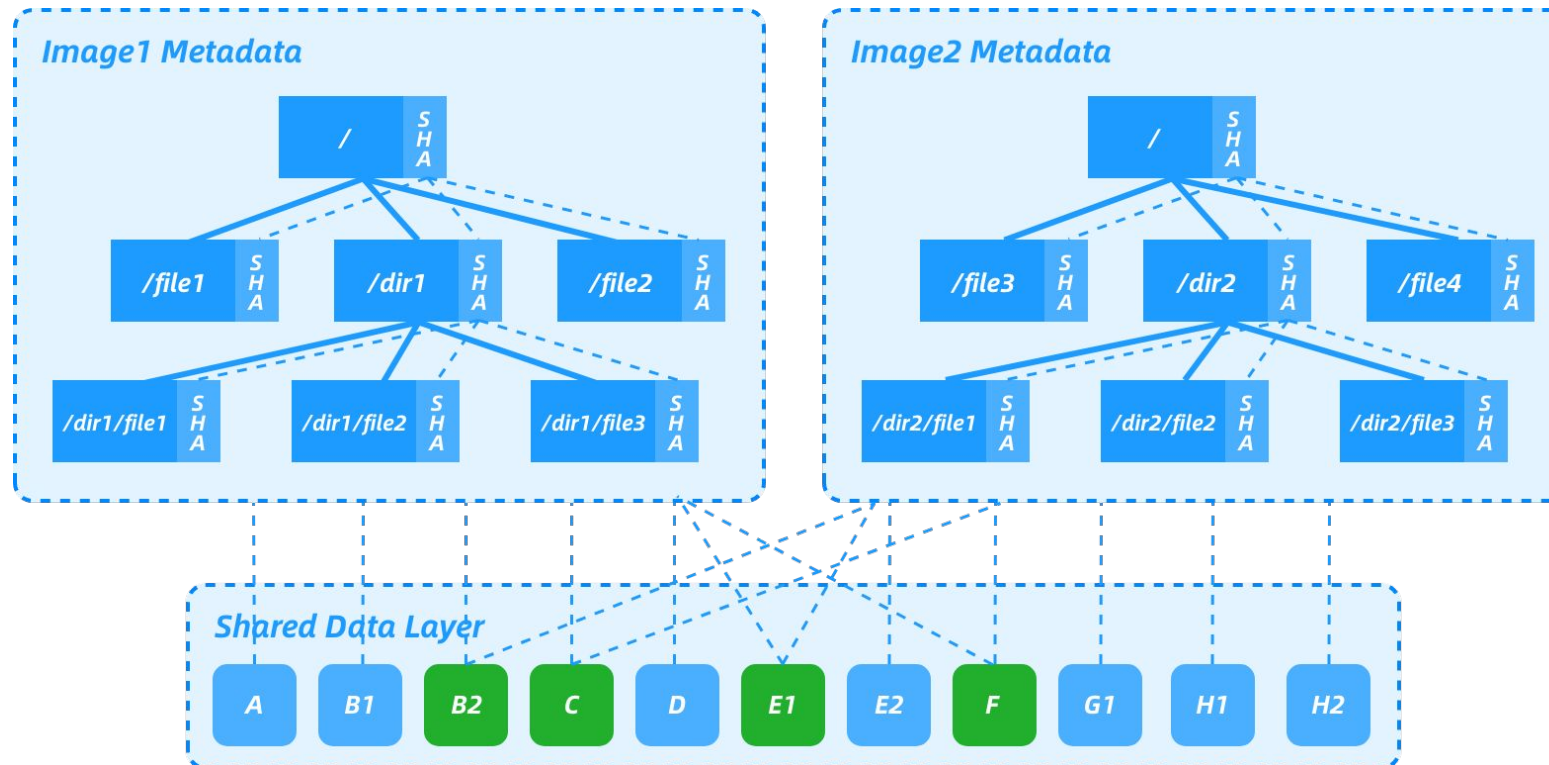 Image1 Metadata
/ SHA
/file1 SHA
/dir1 SHA
/file2 SHA
/dir1/file1 SHA
/dir1/file2 SHA
/dir1/file3 SHA
Image2 Metadata
/ SHA
/file3 SHA
/dir2 SHA
/file4 SHA
/dir2/file1 SHA
/dir2/file2 SHA
/dir2/file3 SHA
Shared Data Layer
A
B1
B2
C
D
E1
E2
F
G1
H1
H2